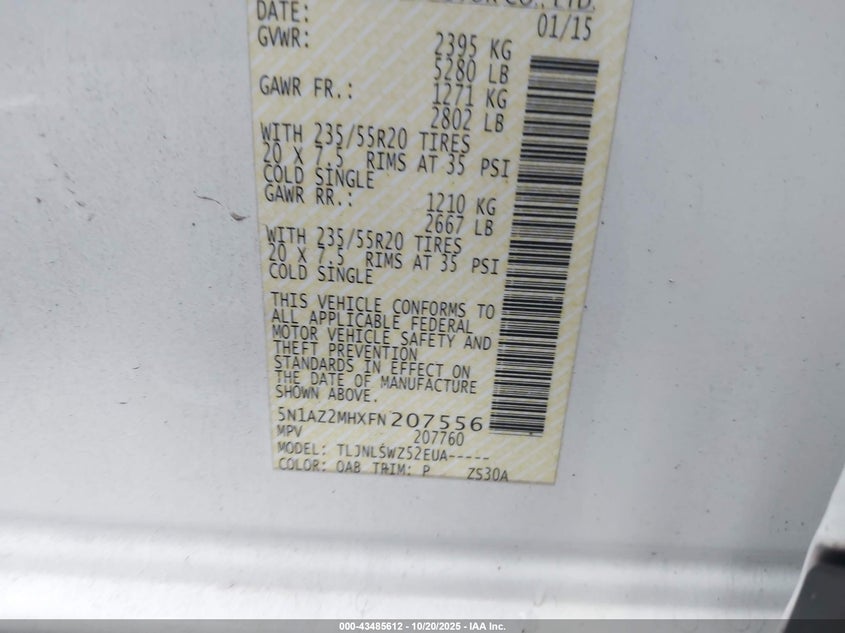 MOTOR CO., LTD.
DATE: 01/15
GVWR: 2395 KG
5280 LB
GAWR FR.: 1271 KG
2802 LB
WITH 235/55R20 TIRES
20 X 7.5 RIMS AT 35 PSI
COLD SINGLE
GAWR RR.: 1210 KG
2667 LB
WITH 235/55R20 TIRES
20 X 7.5 RIMS AT 35 PSI
COLD SINGLE
THIS VEHICLE CONFORMS TO
ALL APPLICABLE FEDERAL
MOTOR VEHICLE SAFETY AND
THEFT PREVENTION
STANDARDS IN EFFECT ON
THE DATE OF MANUFACTURE
SHOWN ABOVE.
5N1AZ2MHXFN207556
MPV 207760
MODEL: TLJNLSWZ52EUA-----
COLOR: QAB TRIM: P ZS30A
000-43485612 - 10/20/2025 - IAA Inc.